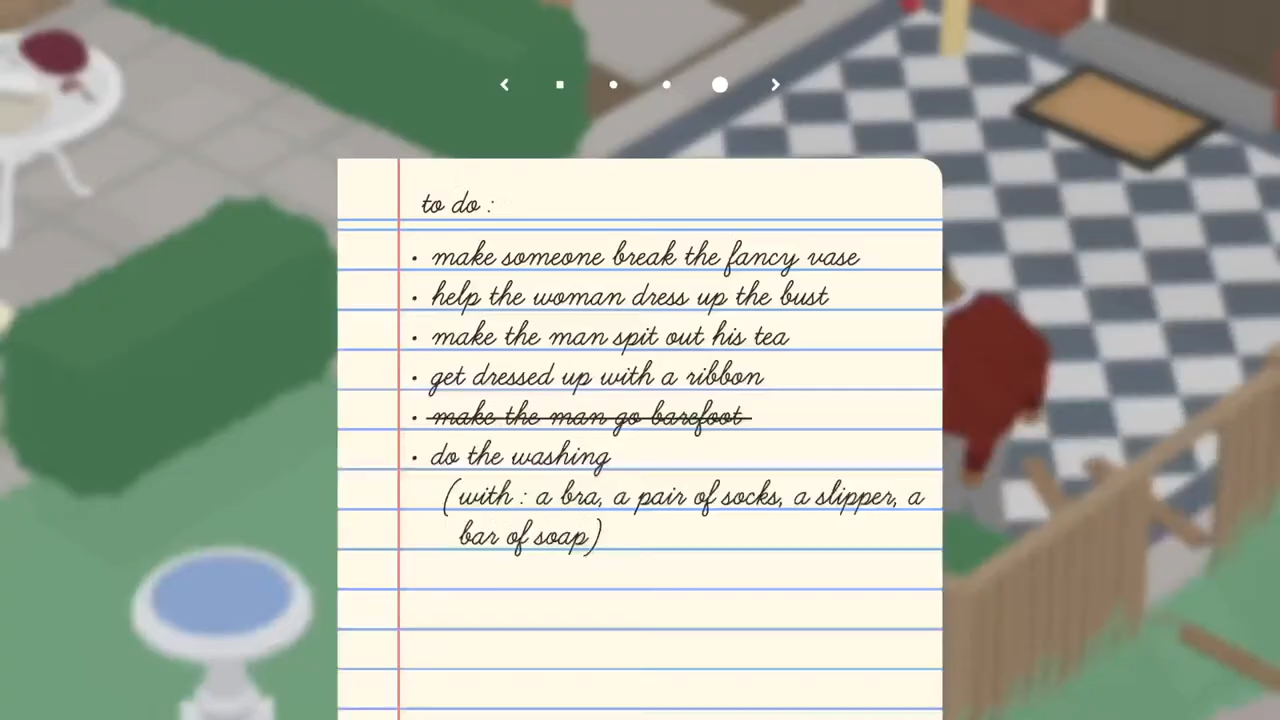 to do :
• make someone break the fancy vase
• help the woman dress up the bust
• make the man spit out his tea
• get dressed up with a ribbon
• make the man go barefoot
• do the washing
(with : a bra, a pair of socks, a slipper, a
bar of soap)